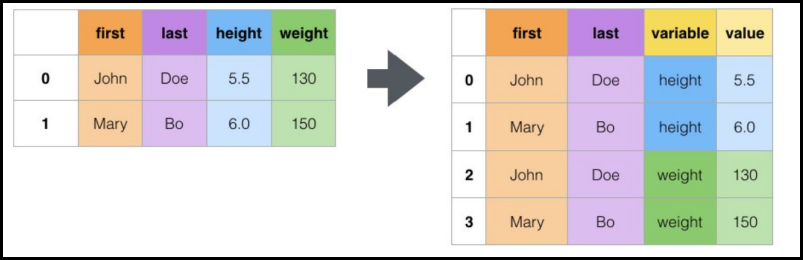 first last height weight
0 John Doe 5.5 130
1 Mary Bo 6.0 150
first last variable value
0 John Doe height 5.5
1 Mary Bo height 6.0
2 John Doe weight 130
3 Mary Bo weight 150